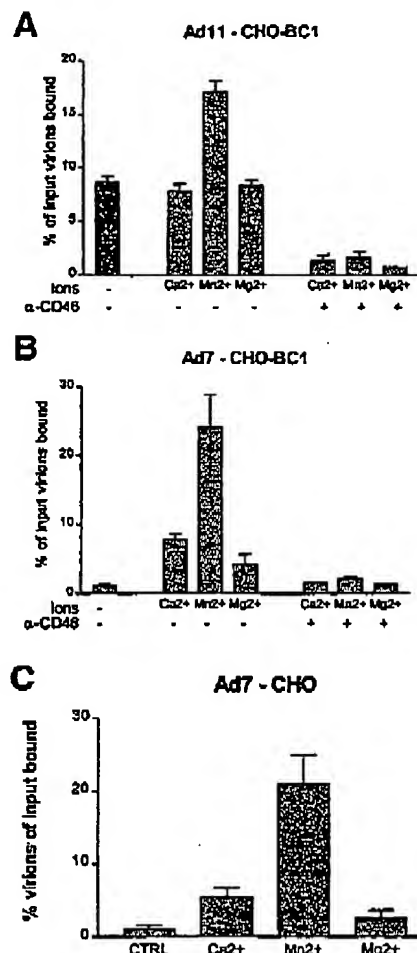 A
Ad11 - CHO-BC1
% of input virions bound
20
15
10
5
0
Ions - Ca2+ Mn2+ Mg2+ Ca2+ Mn2+ Mg2+
α-CD46 - - - - + + +
B
Ad7 - CHO-BC1
% of input virions bound
30
20
10
0
Ions - Ca2+ Mn2+ Mg2+ Ca2+ Mn2+ Mg2+
α-CD46 - - - - + + +
C
Ad7 - CHO
% virions of input bound
30
20
10
0
CTRL Ca2+ Mn2+ Mg2+